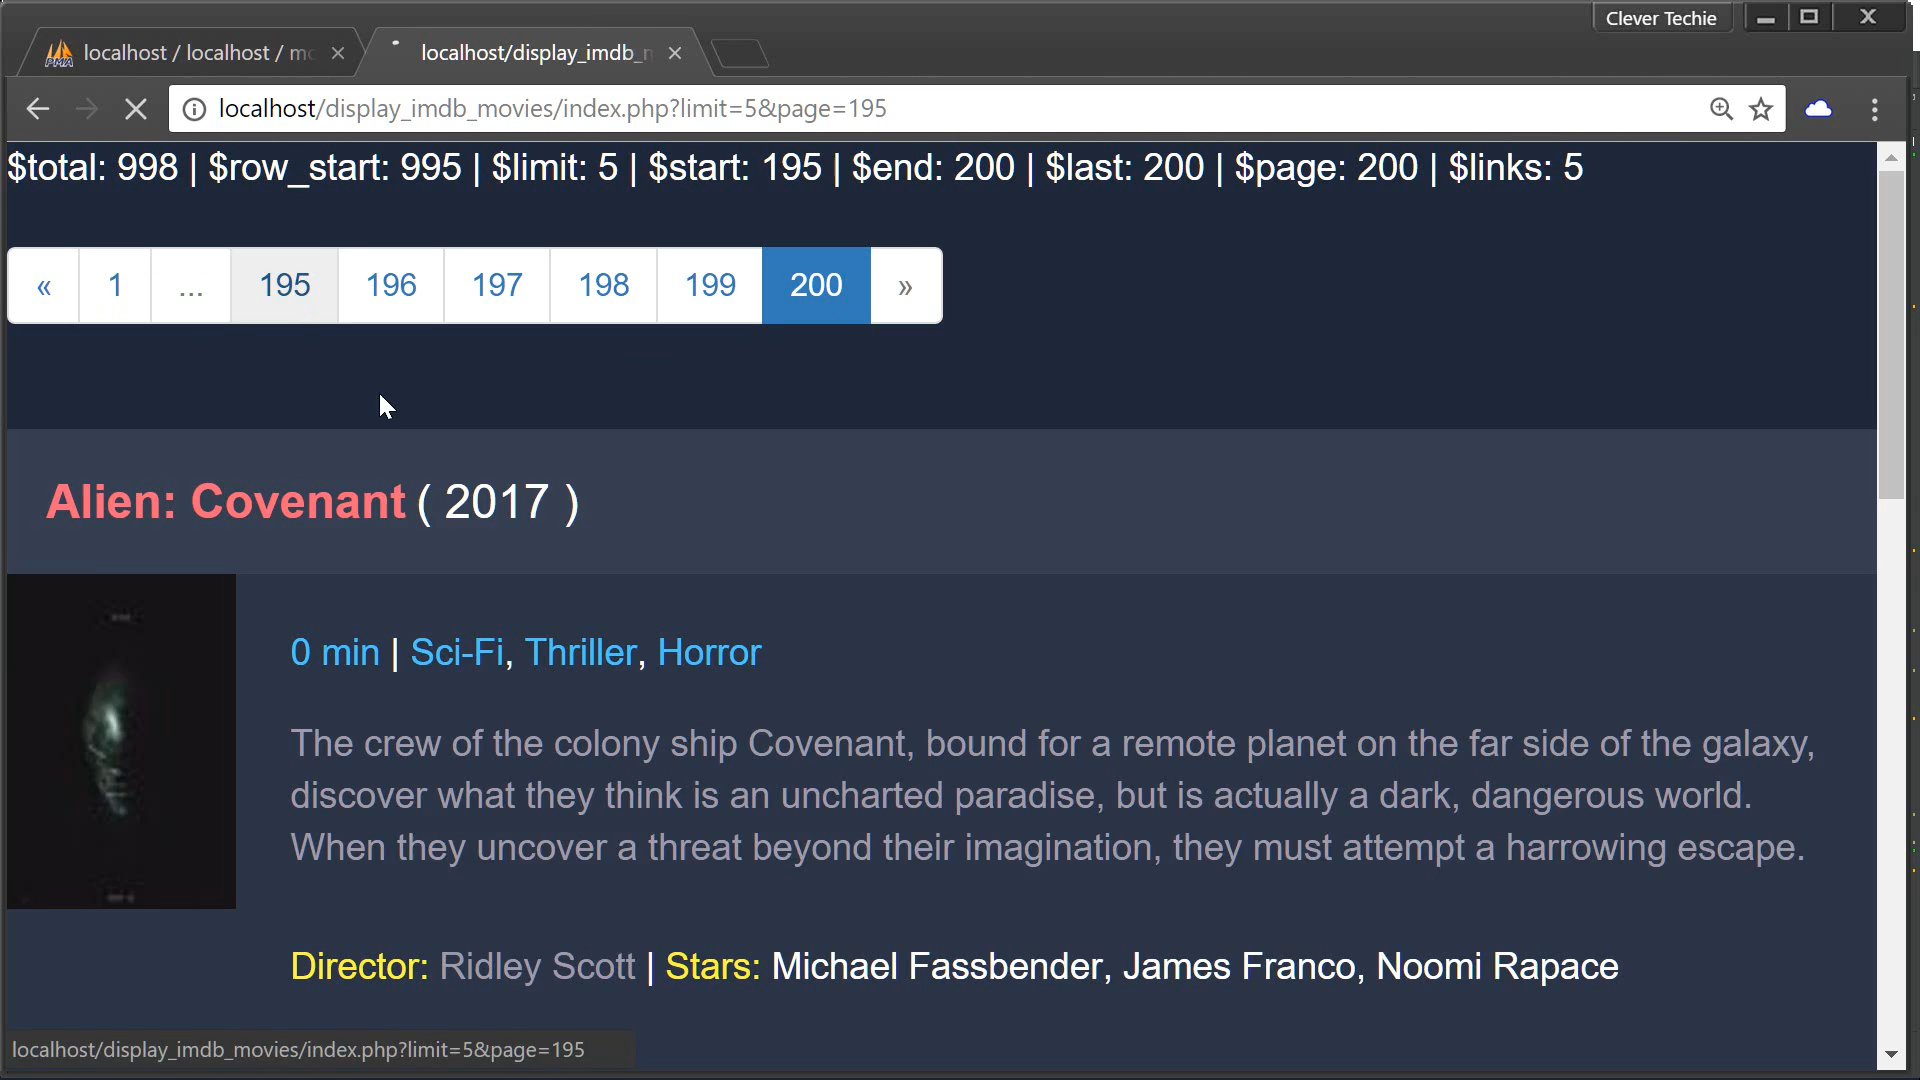 Clever Techie
localhost / localhost / mo
localhost/display_imdb_n
localhost/display_imdb_movies/index.php?limit=5&page=195
$total: 998 | $row_start: 995 | $limit: 5 | $start: 195 | $end: 200 | $last: 200 | $page: 200 | $links: 5
« 1 ... 195 196 197 198 199 200 »
Alien: Covenant ( 2017 )
0 min | Sci-Fi, Thriller, Horror
The crew of the colony ship Covenant, bound for a remote planet on the far side of the galaxy,
discover what they think is an uncharted paradise, but is actually a dark, dangerous world.
When they uncover a threat beyond their imagination, they must attempt a harrowing escape.
Director: Ridley Scott | Stars: Michael Fassbender, James Franco, Noomi Rapace
localhost/display_imdb_movies/index.php?limit=5&page=195